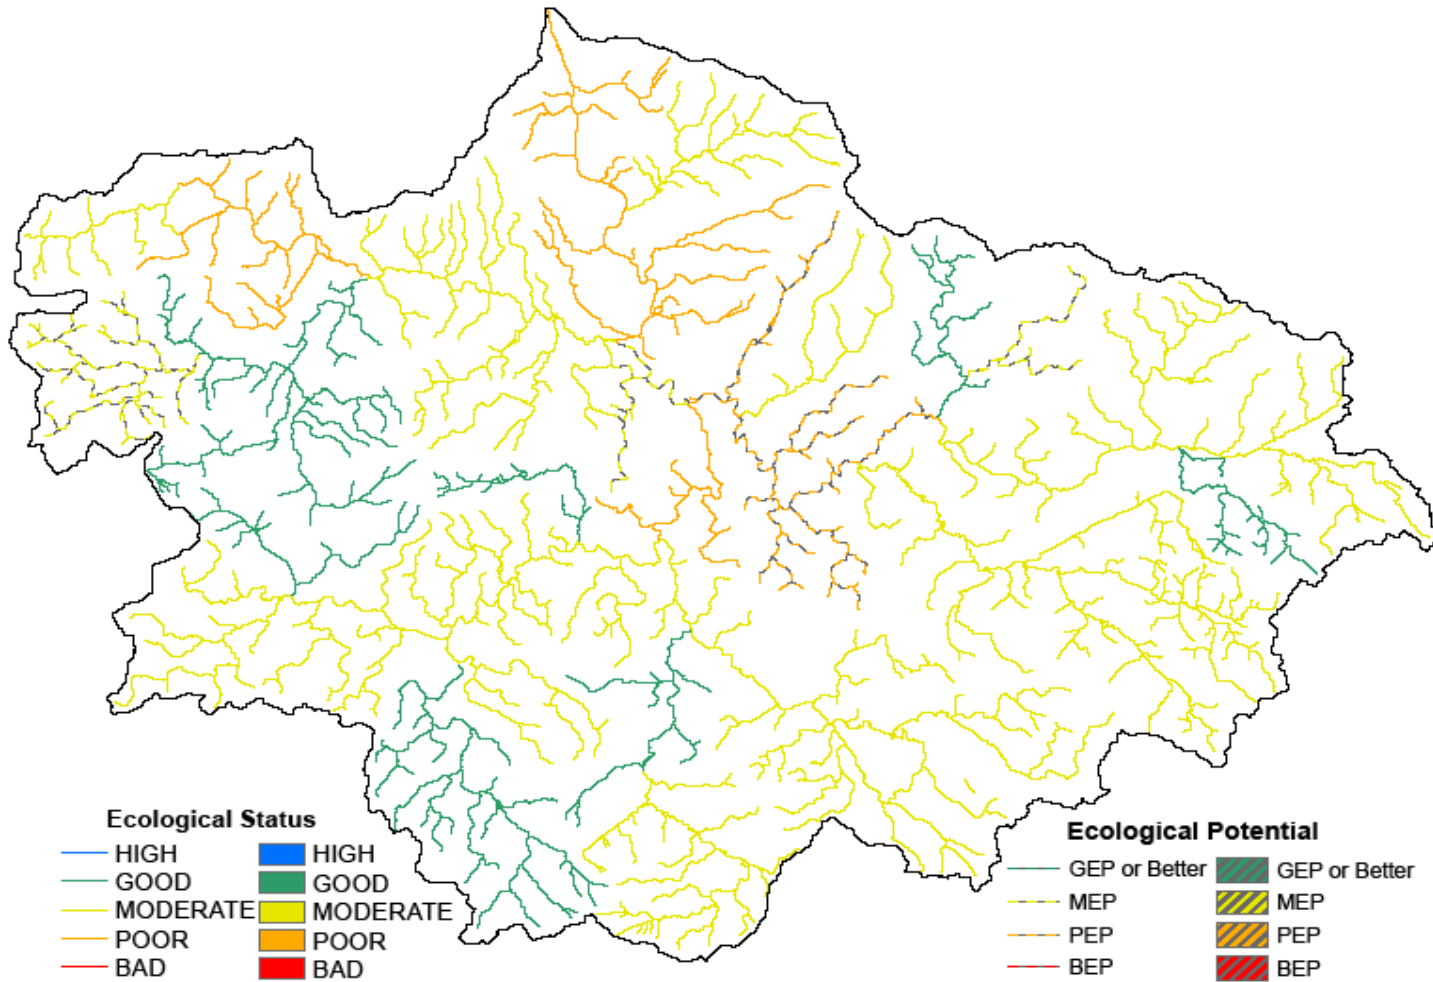 Ecological Status
HIGH HIGH
GOOD GOOD
MODERATE MODERATE
POOR POOR
BAD BAD
Ecological Potential
GEP or Better GEP or Better
MEP MEP
PEP PEP
BEP BEP